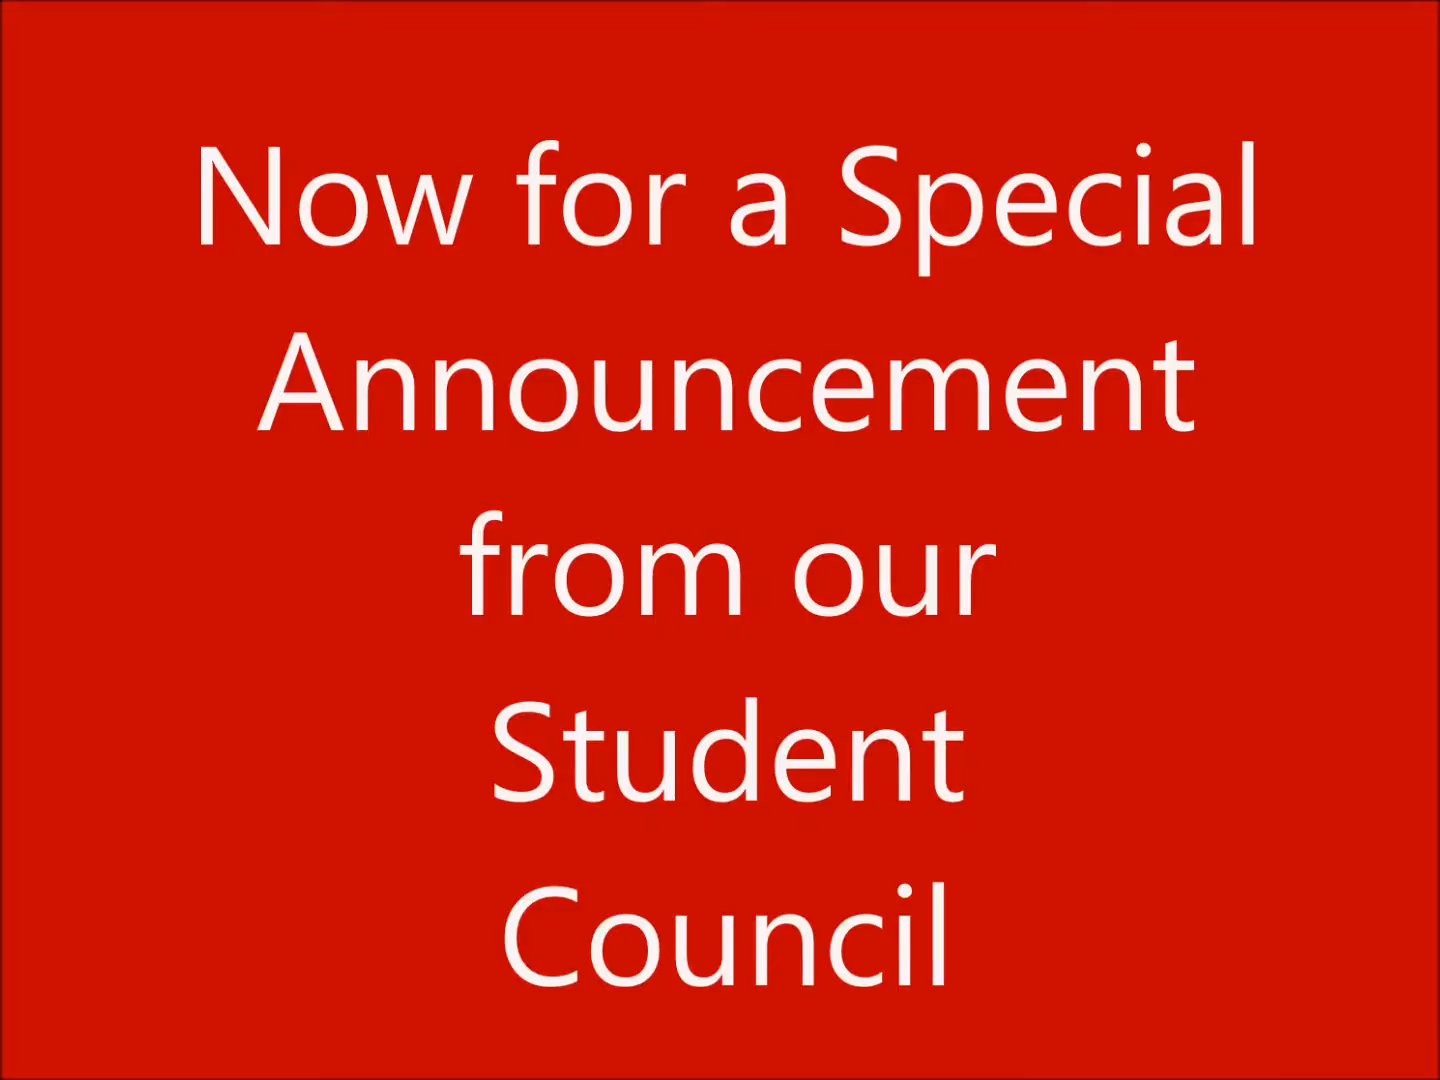 Now for a Special
Announcement
from our
Student
Council